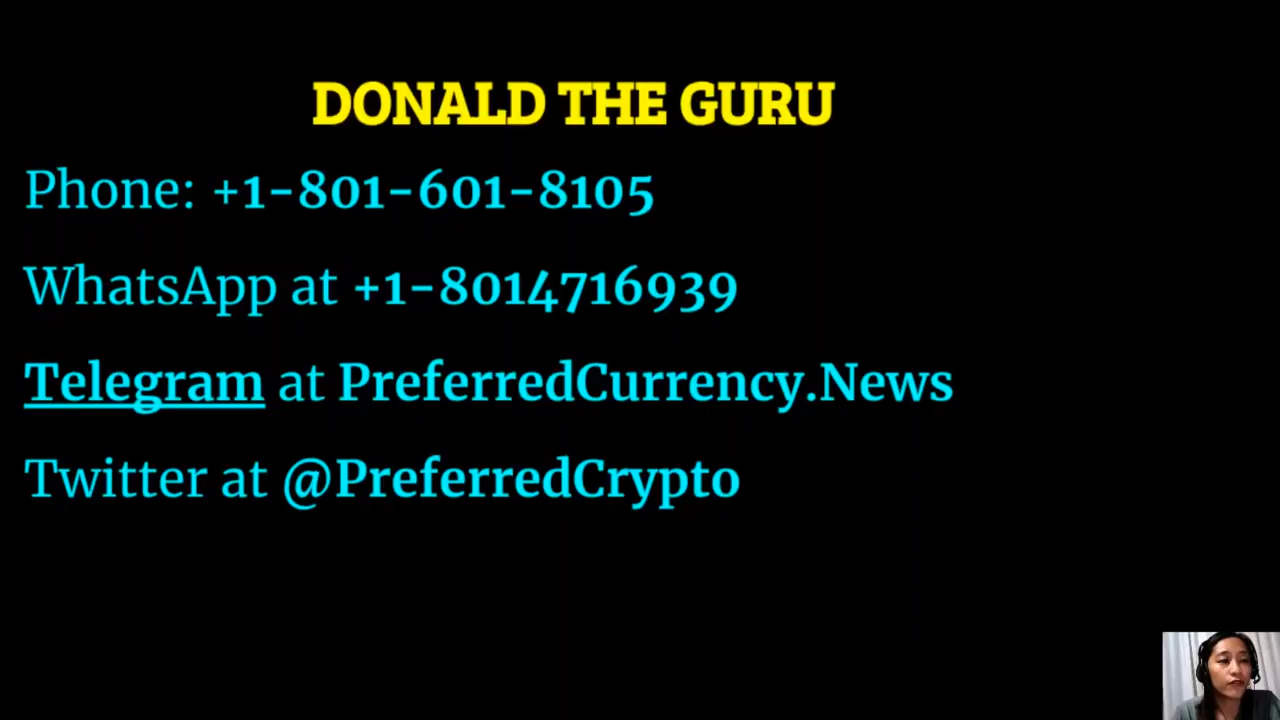 DONALD THE GURU
Phone: +1-801-601-8105
WhatsApp at +1-8014716939
Telegram at PreferredCurrency.News
Twitter at @PreferredCrypto